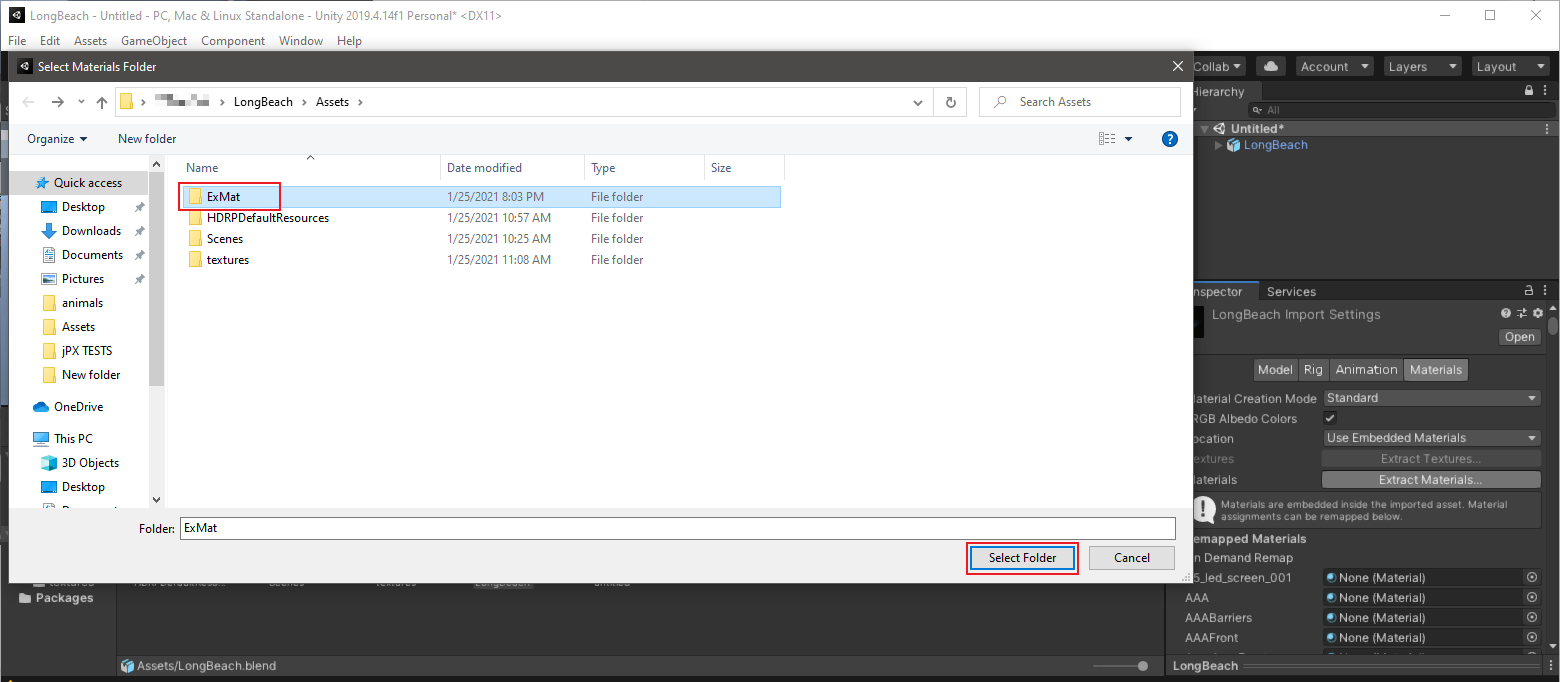 LongBeach - Untitled - PC, Mac & Linux Standalone - Unity 2019.4.14f1 Personal* <DX11>
File Edit Assets GameObject Component Window Help
Select Materials Folder
Collab Account Layers Layout
LongBeach Assets
Search Assets
Hierarchy
All
Organize New folder
Untitled*
LongBeach
Name Date modified Type Size
Quick access
ExMat 1/25/2021 8:03 PM File folder
Desktop
HDRPDefaultResources 1/25/2021 10:57 AM File folder
Downloads
Scenes 1/25/2021 10:25 AM File folder
Documents
textures 1/25/2021 11:08 AM File folder
Pictures
animals
Assets
jPX TESTS
New folder
OneDrive
This PC
3D Objects
Desktop
nspector Services
LongBeach Import Settings
Open
Model Rig Animation Materials
aterial Creation Mode Standard
RGB Albedo Colors
ocation Use Embedded Materials
extures Extract Textures...
aterials Extract Materials...
Materials are embedded inside the imported asset. Material
assignments can be remapped below.
emapped Materials
n Demand Remap
5_led_screen_001 None (Material)
AAA None (Material)
AAABarriers None (Material)
AAAFront None (Material)
Folder: ExMat
Select Folder Cancel
Packages
Assets/LongBeach.blend
LongBeach